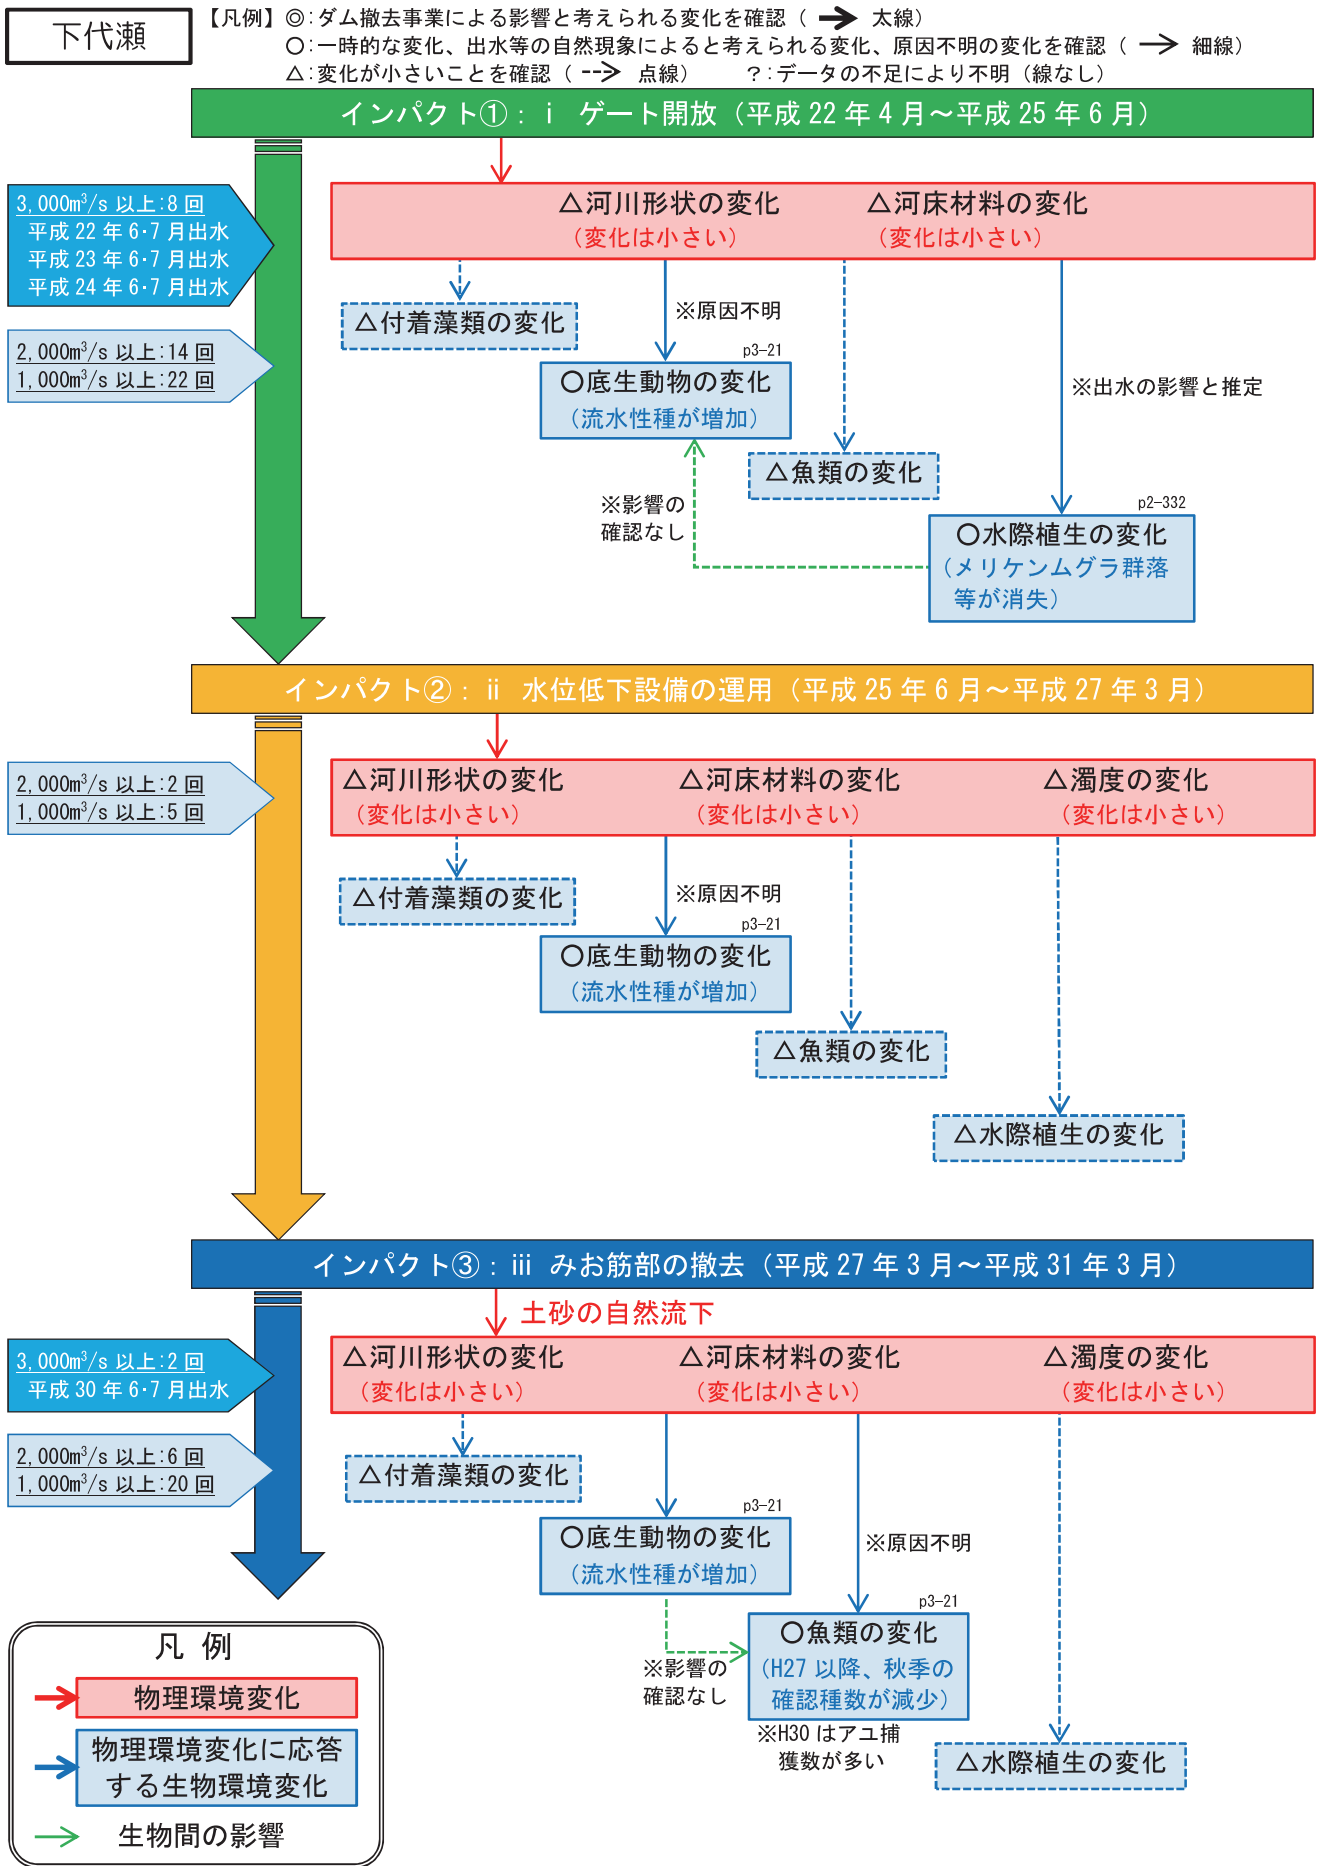 下代瀬
【凡例】◎：ダム撤去事業による影響と考えられる変化を確認（ 太線）
○：一時的な変化、出水等の自然現象によると考えられる変化、原因不明の変化を確認（ 細線）
△：変化が小さいことを確認（ 点線） ？：データの不足により不明（線なし）
インパクト①：ⅰ ゲート開放（平成22年4月～平成25年6月）
3,000m³/s 以上：8回
平成22年6・7月出水
平成23年6・7月出水
平成24年6・7月出水
2,000m³/s 以上：14回
1,000m³/s 以上：22回
△河川形状の変化 △河床材料の変化
（変化は小さい） （変化は小さい）
△付着藻類の変化
※原因不明
p3-21
○底生動物の変化
（流水性種が増加）
※出水の影響と推定
△魚類の変化
※影響の
確認なし
p2-332
○水際植生の変化
（メリケンムグラ群落
等が消失）
インパクト②：ⅱ 水位低下設備の運用（平成25年6月～平成27年3月）
2,000m³/s 以上：2回
1,000m³/s 以上：5回
△河川形状の変化 △河床材料の変化 △濁度の変化
（変化は小さい） （変化は小さい） （変化は小さい）
△付着藻類の変化
※原因不明
p3-21
○底生動物の変化
（流水性種が増加）
△魚類の変化
△水際植生の変化
インパクト③：ⅲ みお筋部の撤去（平成27年3月～平成31年3月）
土砂の自然流下
3,000m³/s 以上：2回
平成30年6・7月出水
2,000m³/s 以上：6回
1,000m³/s 以上：20回
△河川形状の変化 △河床材料の変化 △濁度の変化
（変化は小さい） （変化は小さい） （変化は小さい）
△付着藻類の変化
p3-21
○底生動物の変化
（流水性種が増加）
※原因不明
p3-21
○魚類の変化
（H27以降、秋季の
確認種数が減少）
※影響の
確認なし
※H30はアユ捕
獲数が多い
△水際植生の変化
凡 例
物理環境変化
物理環境変化に応答
する生物環境変化
生物間の影響